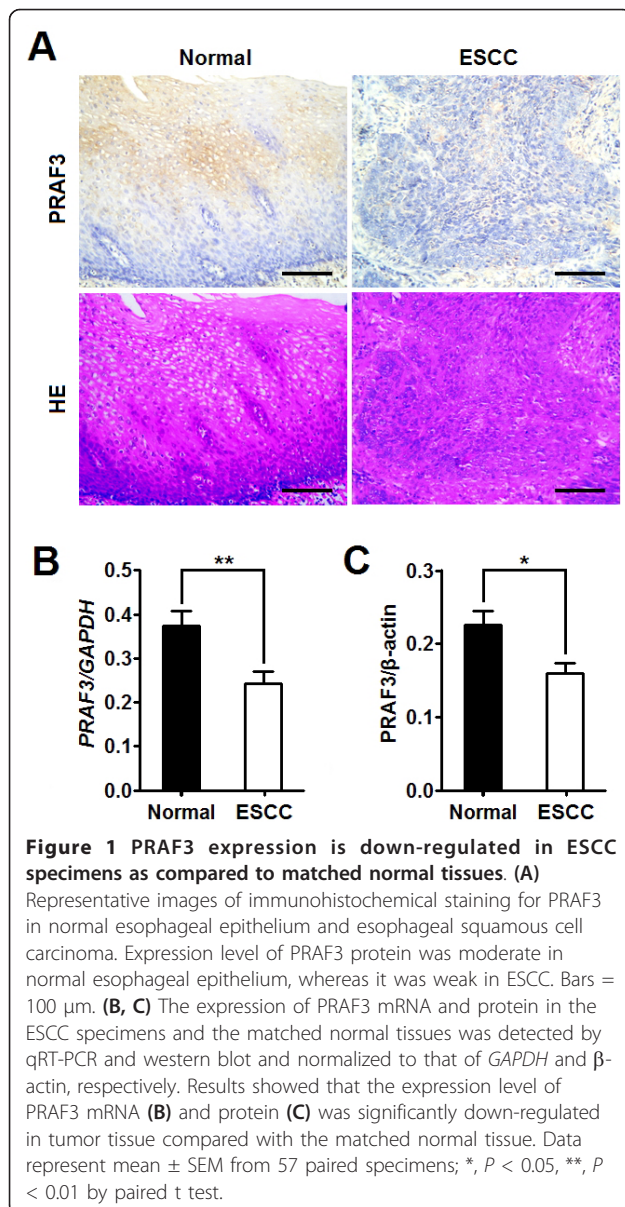 A
Normal
ESCC
PRAF3
HE
B
**
0.5
0.4
0.3
0.2
0.1
0.0
PRAF3/GAPDH
Normal
ESCC
C
*
0.3
0.2
0.1
0.0
PRAF3/β-actin
Normal
ESCC
Figure 1 PRAF3 expression is down-regulated in ESCC
specimens as compared to matched normal tissues. (A)
Representative images of immunohistochemical staining for PRAF3
in normal esophageal epithelium and esophageal squamous cell
carcinoma. Expression level of PRAF3 protein was moderate in
normal esophageal epithelium, whereas it was weak in ESCC. Bars =
100 μm. (B, C) The expression of PRAF3 mRNA and protein in the
ESCC specimens and the matched normal tissues was detected by
qRT-PCR and western blot and normalized to that of GAPDH and β-
actin, respectively. Results showed that the expression level of
PRAF3 mRNA (B) and protein (C) was significantly down-regulated
in tumor tissue compared with the matched normal tissue. Data
represent mean ± SEM from 57 paired specimens; *, P < 0.05, **, P
< 0.01 by paired t test.